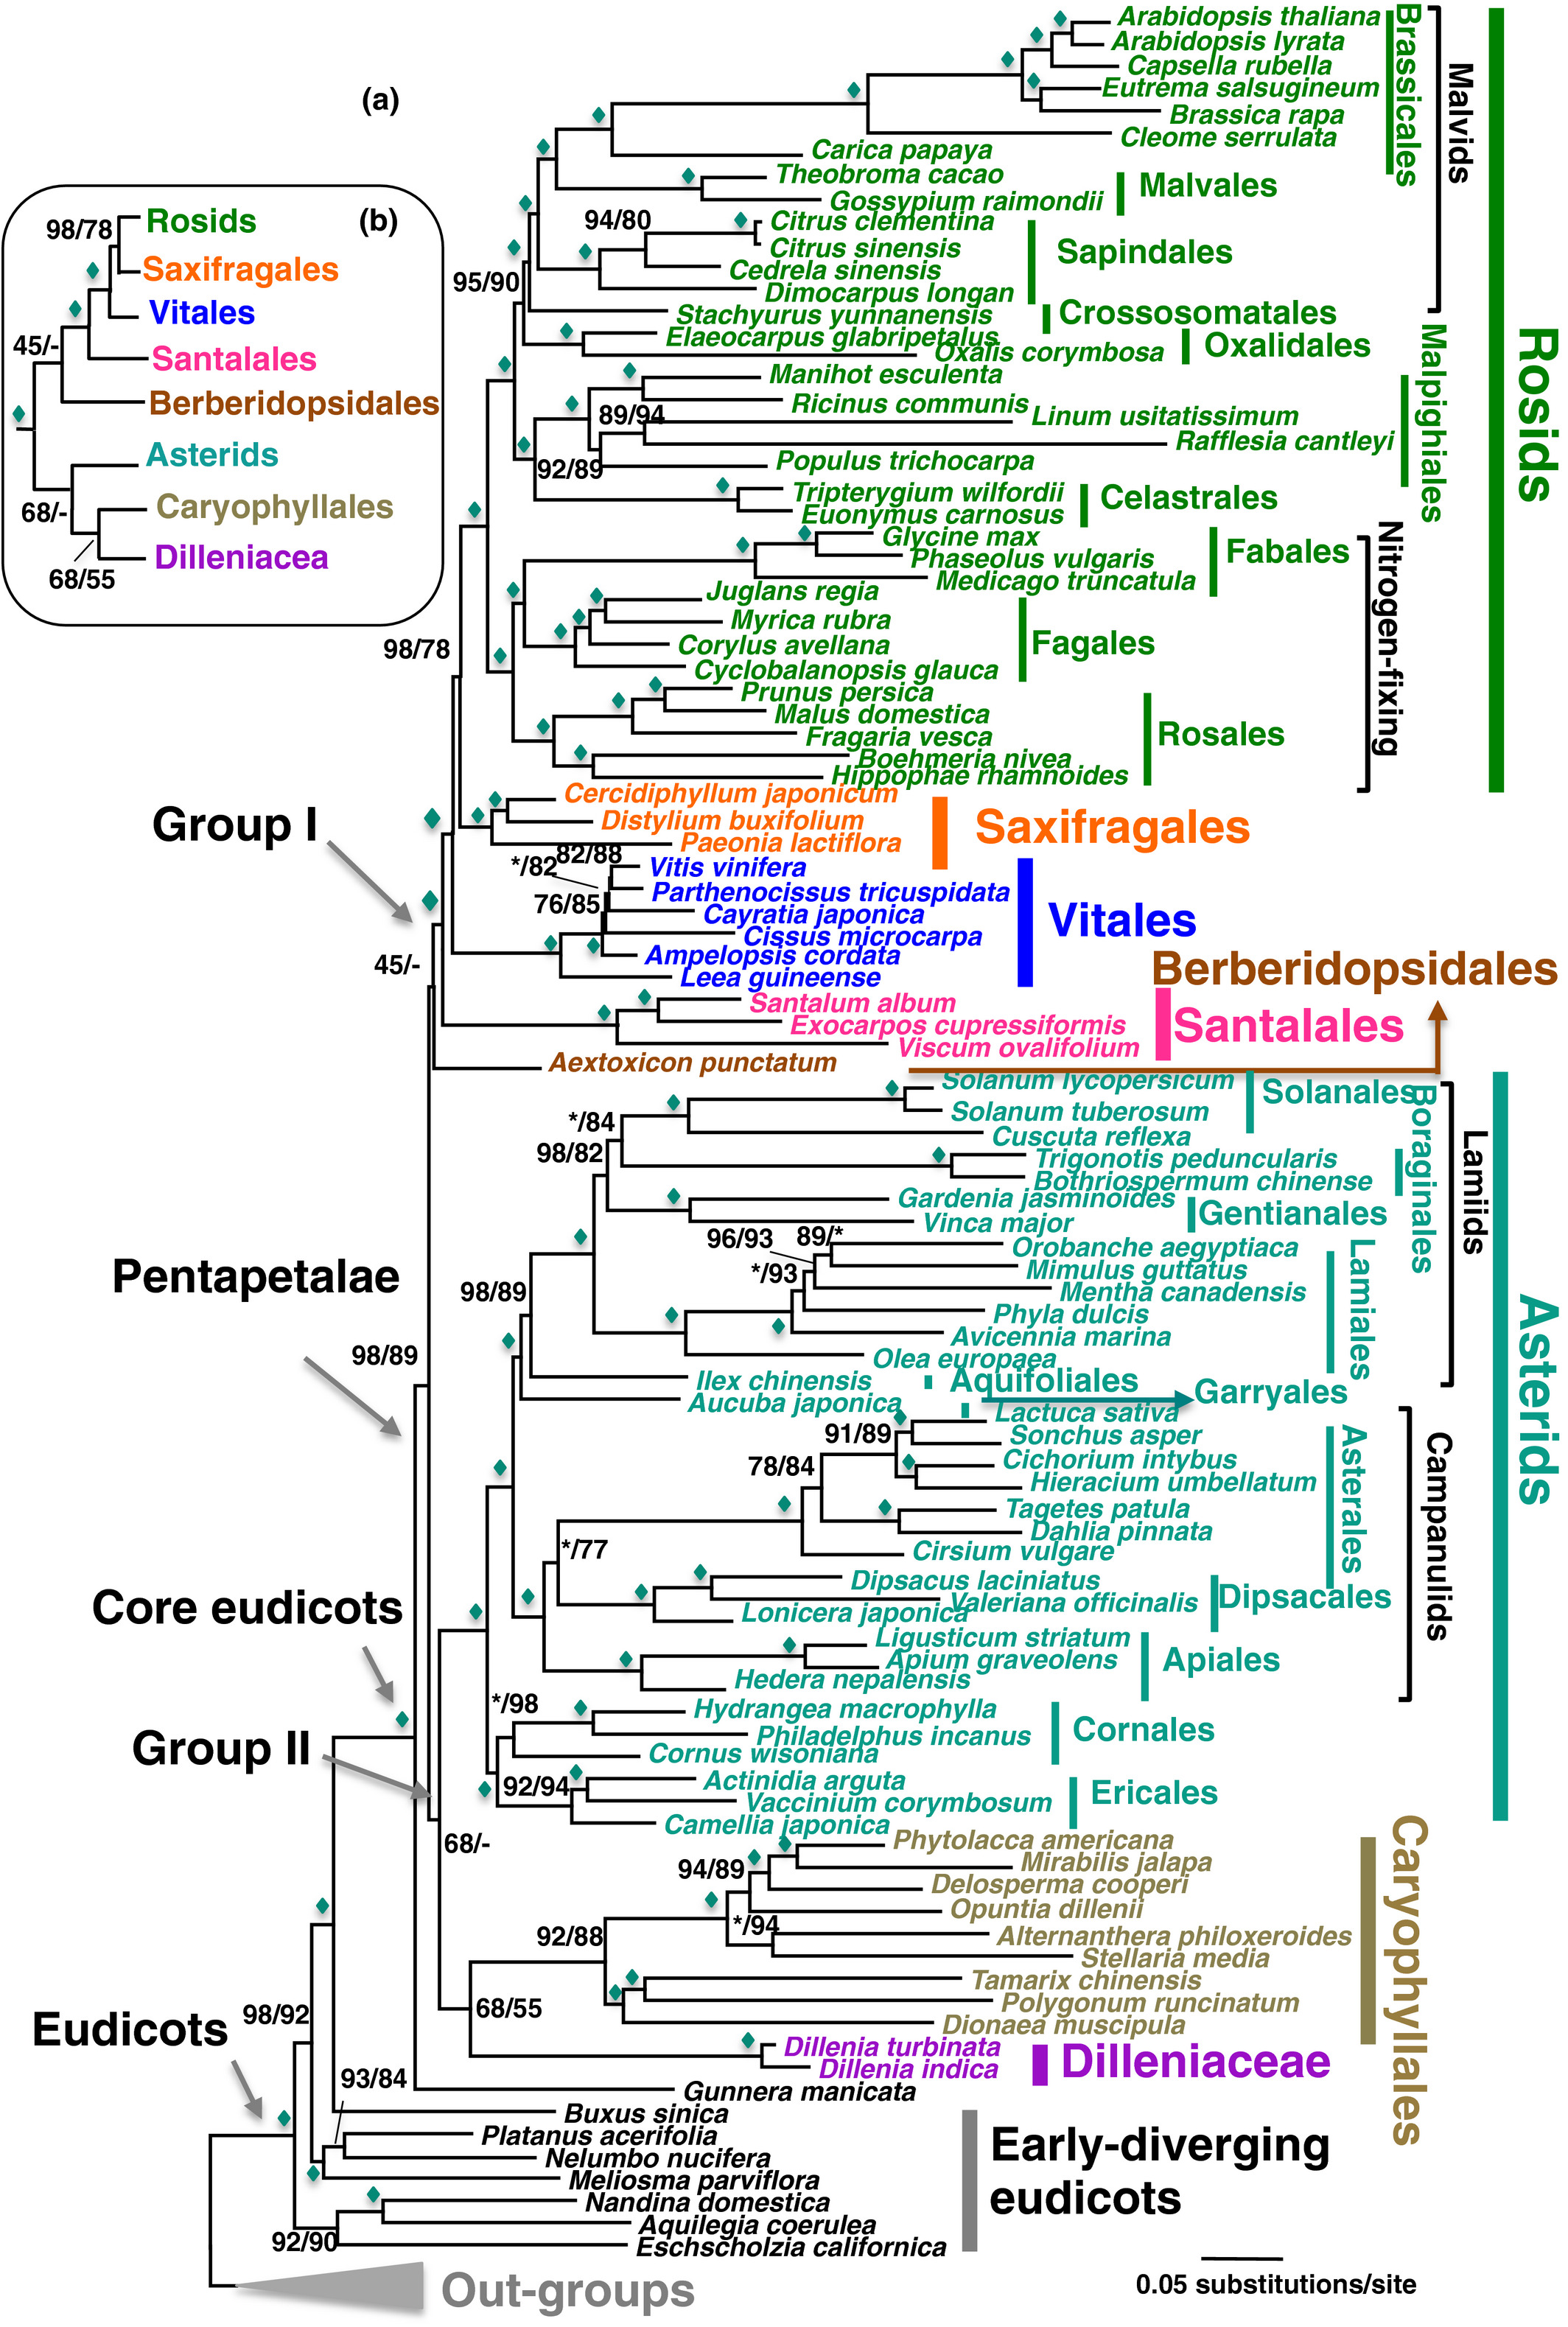 (a)
Arabidopsis thaliana
Arabidopsis lyrata
Capsella rubella
Eutrema salsugineum
Brassica rapa
Cleome serrulata
Carica papaya
Brassicales
Malvids
Rosids
Theobroma cacao
Gossypium raimondii
Malvales
94/80
Citrus clementina
Citrus sinensis
Cedrela sinensis
Dimocarpus longan
Sapindales
95/90
Stachyurus yunnanensis
Crossosomatales
Elaeocarpus glabripetalus
Oxalis corymbosa
Oxalidales
Manihot esculenta
Ricinus communis
89/94
Linum usitatissimum
Rafflesia cantleyi
92/89
Populus trichocarpa
Malpighiales
Tripterygium wilfordii
Euonymus carnosus
Celastrales
Glycine max
Phaseolus vulgaris
Medicago truncatula
Fabales
Nitrogen-fixing
Juglans regia
Myrica rubra
Corylus avellana
Cyclobalanopsis glauca
Fagales
98/78
Prunus persica
Malus domestica
Fragaria vesca
Boehmeria nivea
Hippophae rhamnoides
Rosales
(b)
98/78
Rosids
Saxifragales
Vitales
45/-
Santalales
Berberidopsidales
Asterids
Caryophyllales
68/-
Dilleniacea
68/55
Group I
Cercidiphyllum japonicum
Distylium buxifolium
Paeonia lactiflora
Saxifragales
*/82
82/88
76/85
Vitis vinifera
Parthenocissus tricuspidata
Cayratia japonica
Cissus microcarpa
Ampelopsis cordata
Leea guineense
Vitales
45/-
Berberidopsidales
Santalum album
Exocarpos cupressiformis
Viscum ovalifolium
Santalales
Aextoxicon punctatum
Solanum lycopersicum
Solanum tuberosum
Cuscuta reflexa
Solanales
*/84
98/82
Trigonotis peduncularis
Bothriospermum chinense
Boraginales
Lamiids
Asterids
Gardenia jasminoides
Vinca major
Gentianales
96/93
89/*
*/93
Orobanche aegyptiaca
Mimulus guttatus
Mentha canadensis
Phyla dulcis
Avicennia marina
Olea europaea
Lamiales
Pentapetalae
98/89
98/89
Ilex chinensis
Aquifoliales
Aucuba japonica
Garryales
91/89
78/84
Lactuca sativa
Sonchus asper
Cichorium intybus
Hieracium umbellatum
Tagetes patula
Dahlia pinnata
Cirsium vulgare
Asterales
Campanulids
*/77
Dipsacus laciniatus
Valeriana officinalis
Lonicera japonica
Dipsacales
Core eudicots
Ligusticum striatum
Apium graveolens
Hedera nepalensis
Apiales
*/98
Hydrangea macrophylla
Philadelphus incanus
Cornus wisoniana
Cornales
Group II
92/94
Actinidia arguta
Vaccinium corymbosum
Camellia japonica
Ericales
68/-
94/89
Phytolacca americana
Mirabilis jalapa
Delosperma cooperi
Opuntia dillenii
*/94
Alternanthera philoxeroides
Stellaria media
92/88
Tamarix chinensis
Polygonum runcinatum
Dionaea muscipula
Caryophyllales
68/55
Dillenia turbinata
Dillenia indica
Dilleniaceae
Eudicots
98/92
93/84
Gunnera manicata
Buxus sinica
Platanus acerifolia
Nelumbo nucifera
Meliosma parviflora
Nandina domestica
Aquilegia coerulea
Eschscholzia californica
92/90
Early-diverging
eudicots
Out-groups
0.05 substitutions/site